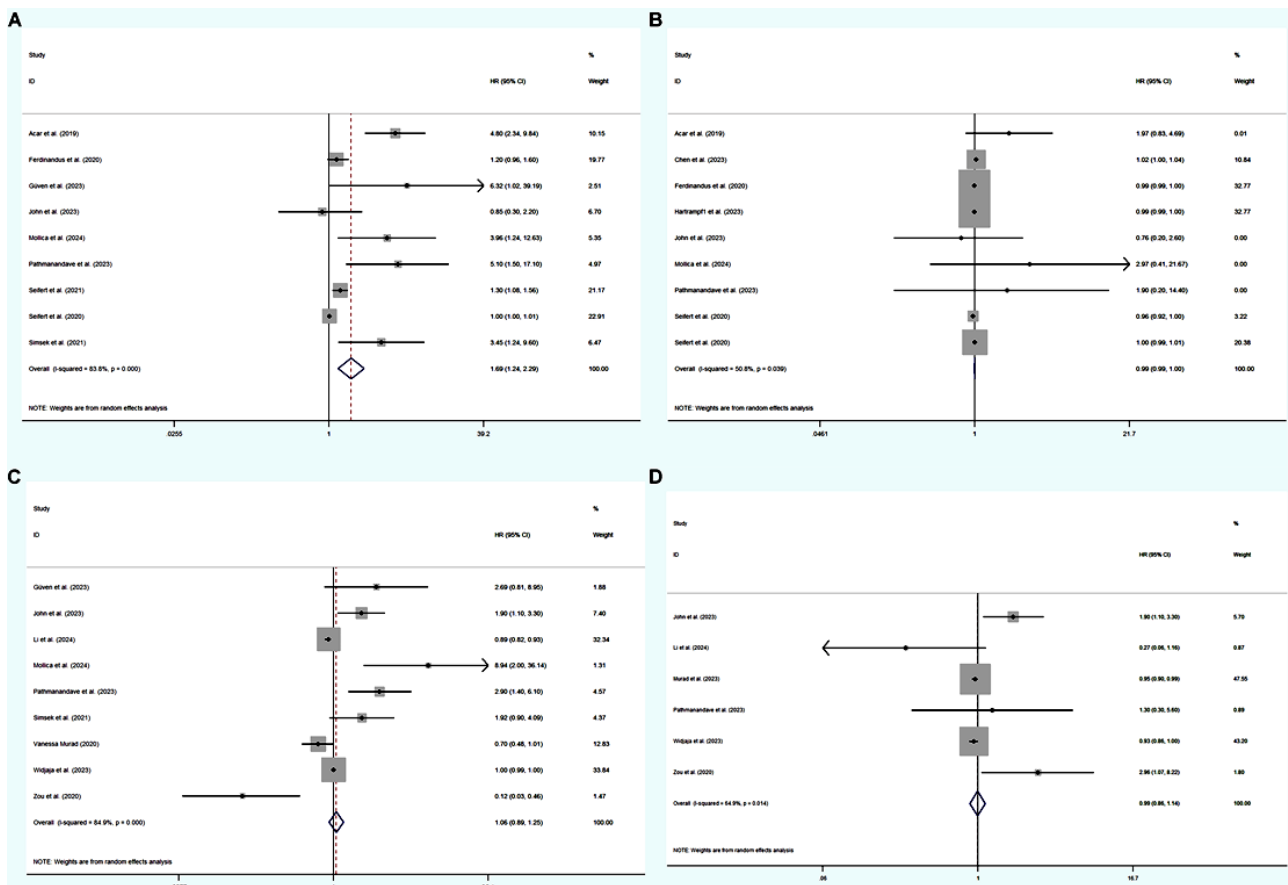 A
Study %
ID HR (95% CI) Weight
Acar et al. (2019) 4.80 (2.34, 9.84) 10.15
Ferdinandus et al. (2020) 1.20 (0.96, 1.60) 19.77
Güven et al. (2023) 6.32 (1.02, 39.19) 2.51
John et al. (2023) 0.85 (0.30, 2.20) 6.70
Mollica et al. (2024) 3.96 (1.24, 12.63) 5.35
Pathmanandave et al. (2023) 5.10 (1.50, 17.10) 4.97
Seifert et al. (2021) 1.30 (1.08, 1.56) 21.17
Seifert et al. (2020) 1.00 (1.00, 1.01) 22.91
Simsek et al. (2021) 3.45 (1.24, 9.60) 6.47
Overall (I-squared = 83.8%, p = 0.000) 1.69 (1.24, 2.29) 100.00
NOTE: Weights are from random effects analysis
.0255 1 39.2
B
Study %
ID HR (95% CI) Weight
Acar et al. (2019) 1.97 (0.83, 4.69) 0.01
Chen et al. (2023) 1.02 (1.00, 1.04) 10.84
Ferdinandus et al. (2020) 0.99 (0.99, 1.00) 32.77
Hartrampf1 et al. (2023) 0.99 (0.99, 1.00) 32.77
John et al. (2023) 0.76 (0.20, 2.60) 0.00
Mollica et al. (2024) 2.97 (0.41, 21.67) 0.00
Pathmanandave et al. (2023) 1.90 (0.20, 14.40) 0.00
Seifert et al. (2020) 0.96 (0.92, 1.00) 3.22
Seifert et al. (2020) 1.00 (0.99, 1.01) 20.38
Overall (I-squared = 50.8%, p = 0.039) 0.99 (0.99, 1.00) 100.00
NOTE: Weights are from random effects analysis
.0461 1 21.7
C
Study %
ID HR (95% CI) Weight
Güven et al. (2023) 2.69 (0.81, 8.95) 1.88
John et al. (2023) 1.90 (1.10, 3.30) 7.40
Li et al. (2024) 0.89 (0.82, 0.93) 32.34
Mollica et al. (2024) 8.94 (2.00, 36.14) 1.31
Pathmanandave et al. (2023) 2.90 (1.40, 6.10) 4.57
Simsek et al. (2021) 1.92 (0.90, 4.09) 4.37
Vanessa Murad (2020) 0.70 (0.48, 1.01) 12.83
Widjaja et al. (2023) 1.00 (0.99, 1.00) 33.84
Zou et al. (2020) 0.12 (0.03, 0.46) 1.47
Overall (I-squared = 84.9%, p = 0.000) 1.06 (0.89, 1.25) 100.00
NOTE: Weights are from random effects analysis
1
D
Study %
ID HR (95% CI) Weight
John et al. (2023) 1.90 (1.10, 3.30) 5.70
Li et al. (2024) 0.27 (0.06, 1.16) 0.87
Murad et al. (2023) 0.95 (0.90, 0.99) 47.55
Pathmanandave et al. (2023) 1.30 (0.30, 5.60) 0.89
Widjaja et al. (2023) 0.93 (0.86, 1.00) 43.20
Zou et al. (2020) 2.96 (1.07, 8.22) 1.80
Overall (I-squared = 64.9%, p = 0.014) 0.99 (0.86, 1.14) 100.00
NOTE: Weights are from random effects analysis
.06 1 16.7